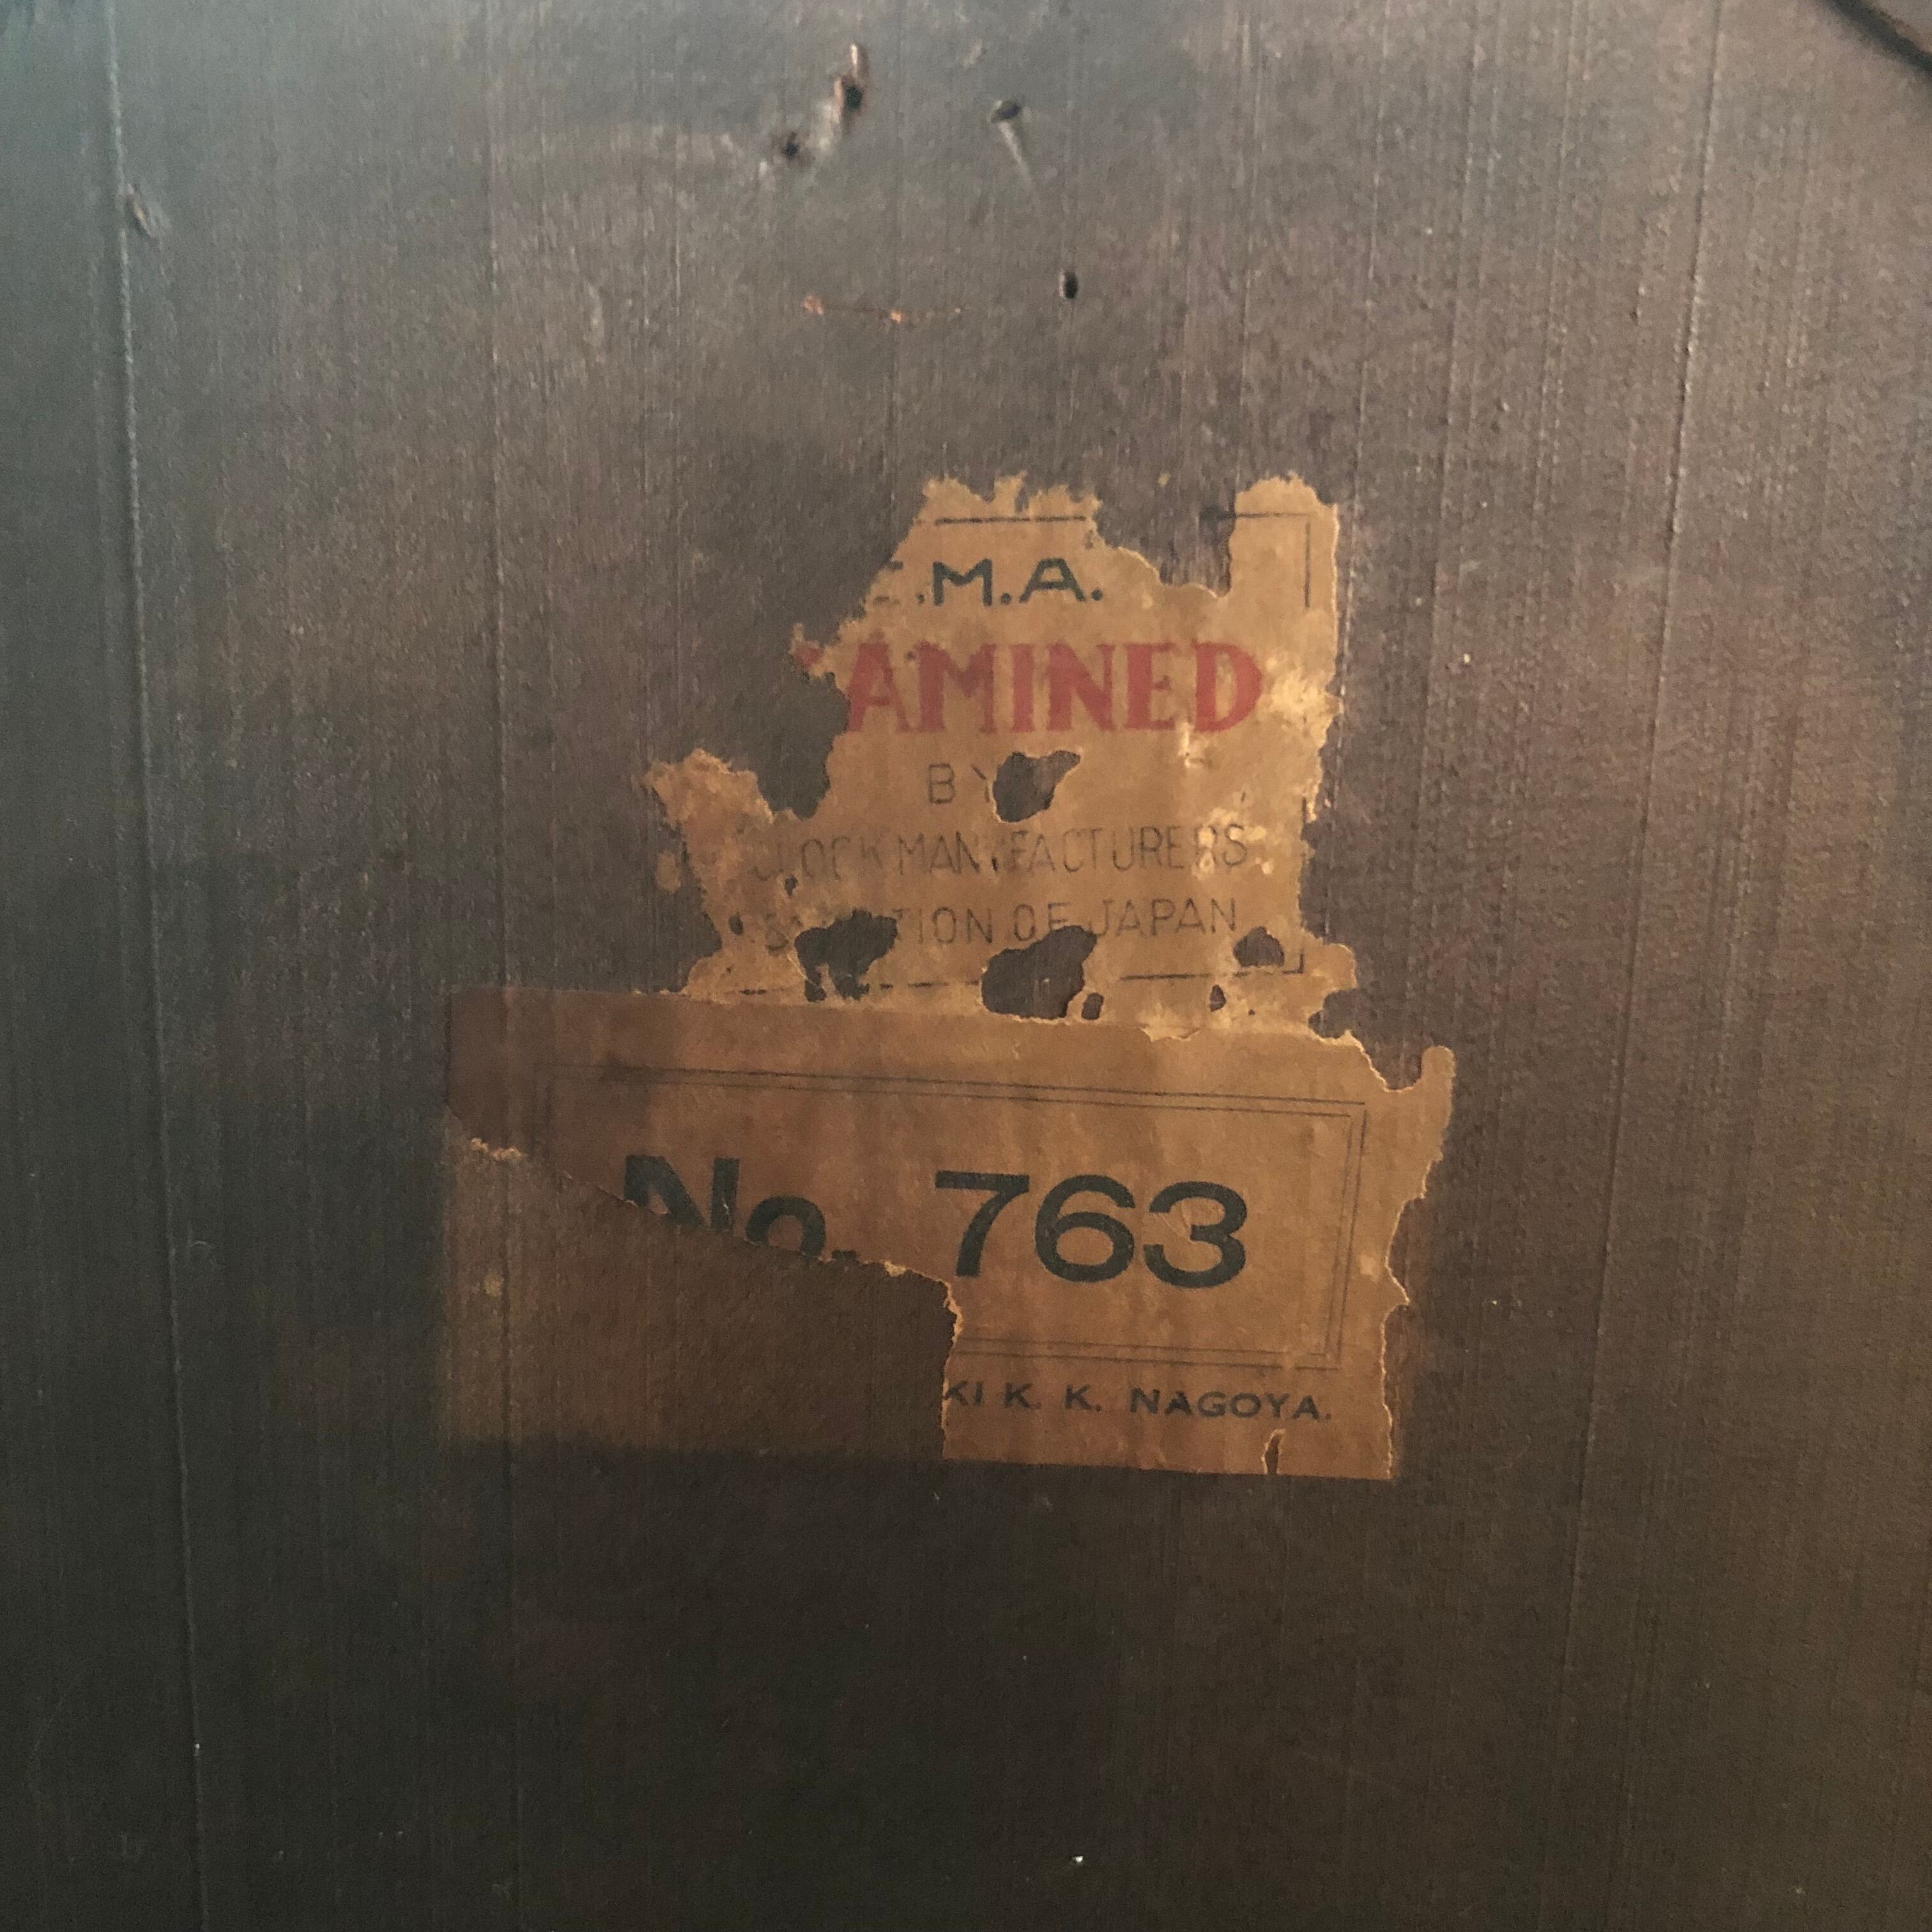 .M.A.
AMINED
BY
CLOCK MANUFACTURERS
TION OF JAPAN
No. 763
KI K. K. NAGOYA.